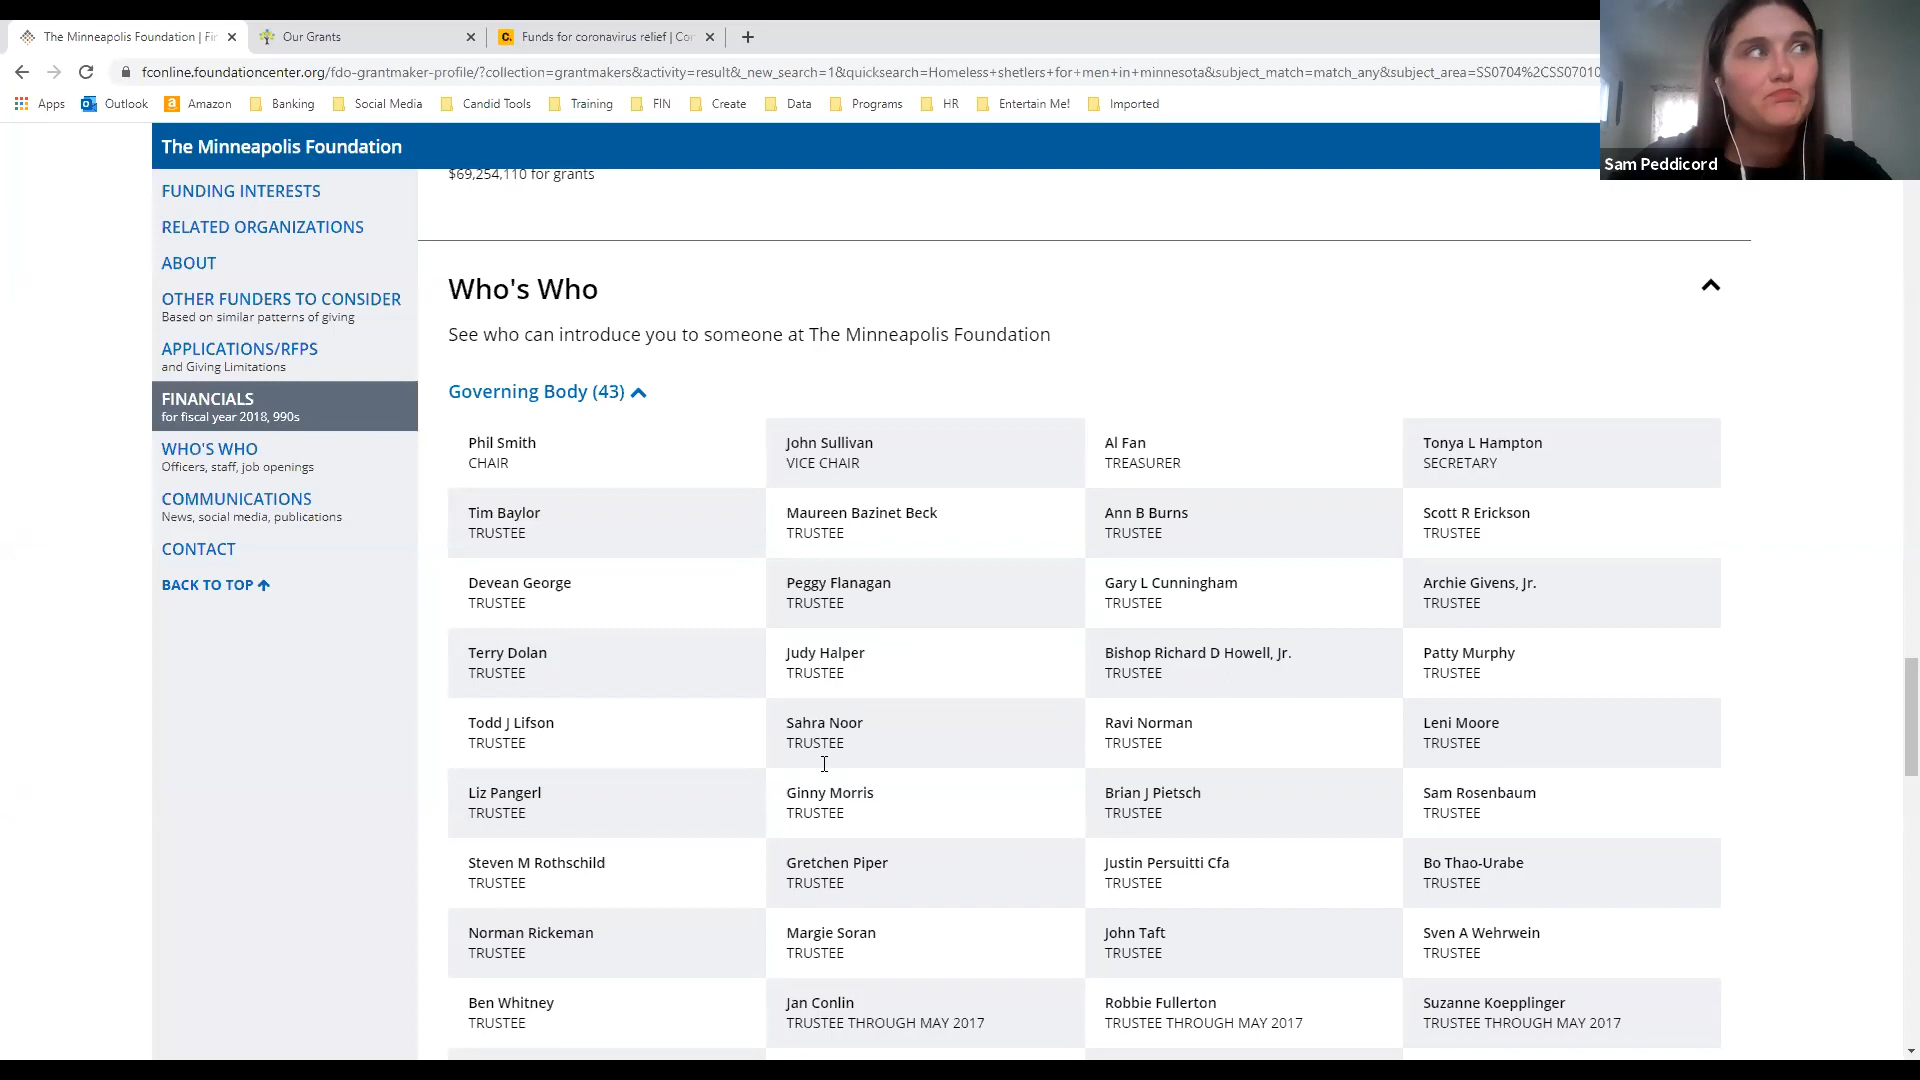 The Minneapolis Foundation | Fin
Our Grants
Funds for coronavirus relief | Cor
fconline.foundationcenter.org/fdo-grantmaker-profile/?collection=grantmakers&activity=result&_new_search=1&quicksearch=Homeless+shetlers+for+men+in+minnesota&subject_match=match_any&subject_area=SS0704%2CSS07010
Apps
Outlook
Amazon
Banking
Social Media
Candid Tools
Training
FIN
Create
Data
Programs
HR
Entertain Me!
Imported
Sam Peddicord
The Minneapolis Foundation
FUNDING INTERESTS
RELATED ORGANIZATIONS
ABOUT
OTHER FUNDERS TO CONSIDER
Based on similar patterns of giving
APPLICATIONS/RFPS
and Giving Limitations
FINANCIALS
for fiscal year 2018, 990s
WHO'S WHO
Officers, staff, job openings
COMMUNICATIONS
News, social media, publications
CONTACT
BACK TO TOP
$69,254,110 for grants
Who's Who
See who can introduce you to someone at The Minneapolis Foundation
Governing Body (43)
Phil Smith
CHAIR
John Sullivan
VICE CHAIR
Al Fan
TREASURER
Tonya L Hampton
SECRETARY
Tim Baylor
TRUSTEE
Maureen Bazinet Beck
TRUSTEE
Ann B Burns
TRUSTEE
Scott R Erickson
TRUSTEE
Devean George
TRUSTEE
Peggy Flanagan
TRUSTEE
Gary L Cunningham
TRUSTEE
Archie Givens, Jr.
TRUSTEE
Terry Dolan
TRUSTEE
Judy Halper
TRUSTEE
Bishop Richard D Howell, Jr.
TRUSTEE
Patty Murphy
TRUSTEE
Todd J Lifson
TRUSTEE
Sahra Noor
TRUSTEE
Ravi Norman
TRUSTEE
Leni Moore
TRUSTEE
Liz Pangerl
TRUSTEE
Ginny Morris
TRUSTEE
Brian J Pietsch
TRUSTEE
Sam Rosenbaum
TRUSTEE
Steven M Rothschild
TRUSTEE
Gretchen Piper
TRUSTEE
Justin Persuitti Cfa
TRUSTEE
Bo Thao-Urabe
TRUSTEE
Norman Rickeman
TRUSTEE
Margie Soran
TRUSTEE
John Taft
TRUSTEE
Sven A Wehrwein
TRUSTEE
Ben Whitney
TRUSTEE
Jan Conlin
TRUSTEE THROUGH MAY 2017
Robbie Fullerton
TRUSTEE THROUGH MAY 2017
Suzanne Koepplinger
TRUSTEE THROUGH MAY 2017